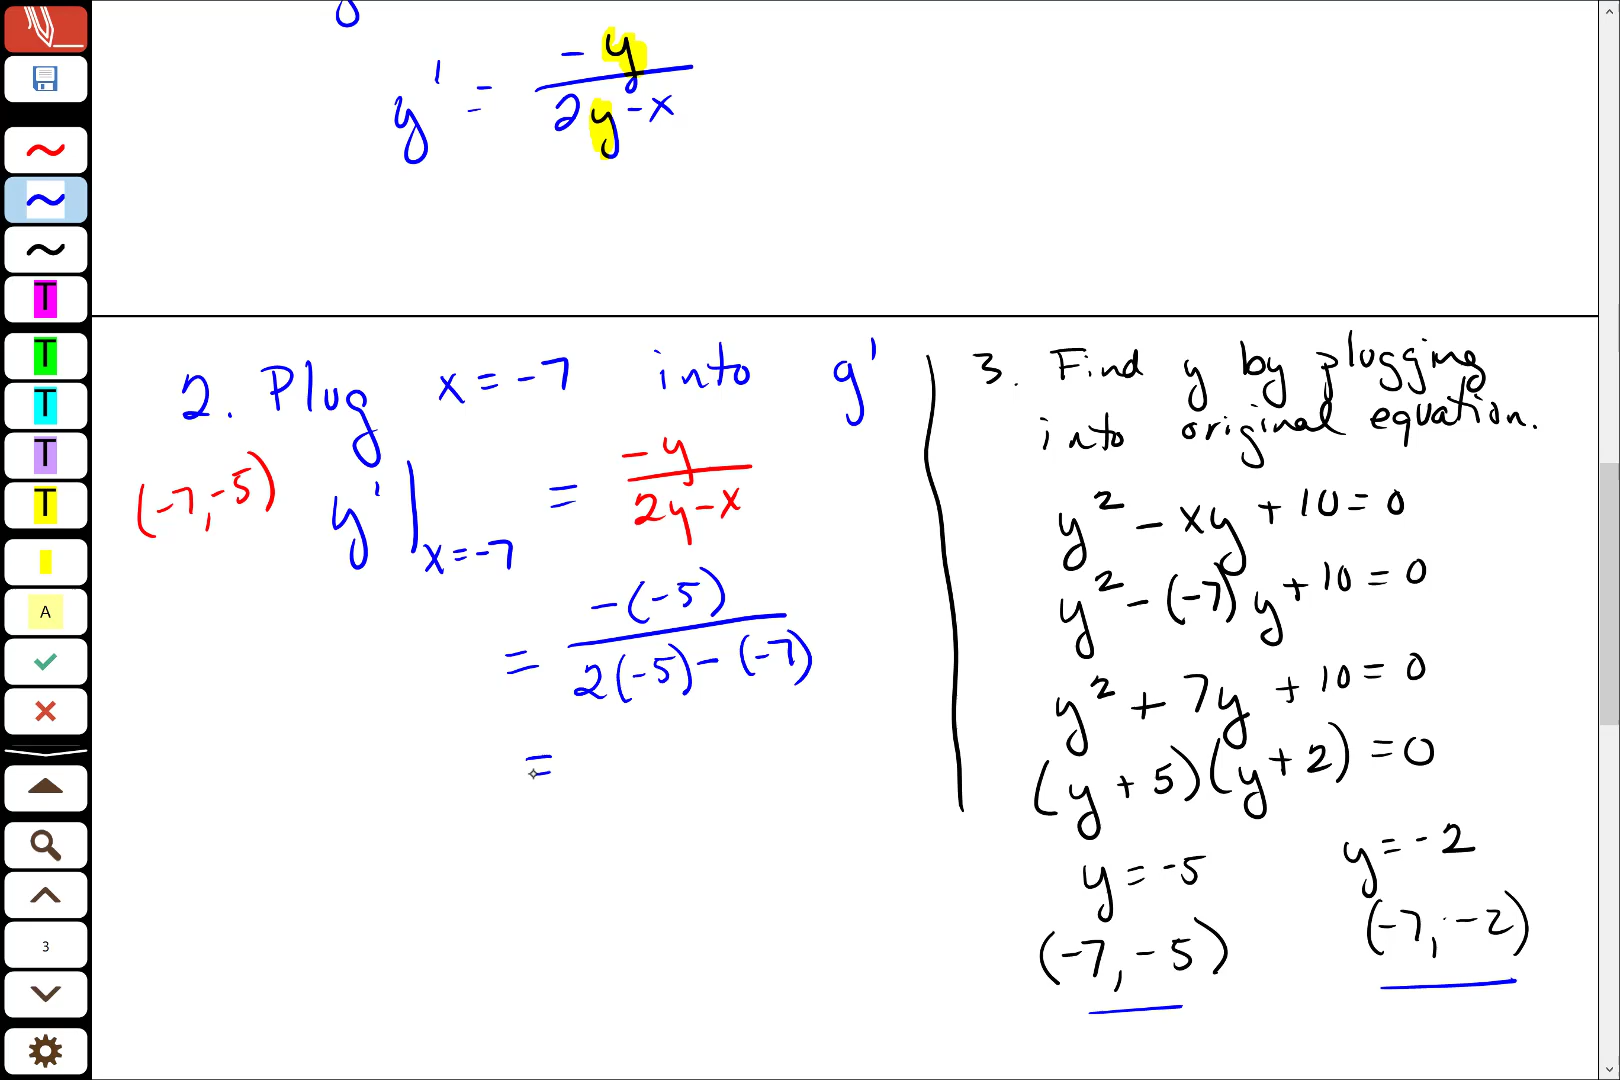 y' = -y / 2y - x
2. Plug x = -7 into y'
(-7, -5)
y' | x = -7 = -y / 2y - x
= -(-5) / 2(-5) - (-7)
=
3. Find y by plugging
into original equation.
y² - xy + 10 = 0
y² - (-7)y + 10 = 0
y² + 7y + 10 = 0
(y + 5)(y + 2) = 0
y = -5
y = -2
(-7, -5)
(-7, -2)
T
T
T
T
T
A
3